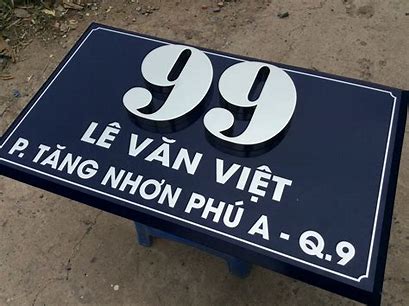 99
LÊ VĂN VIỆT
P. TĂNG NHƠN PHÚ A - Q.9